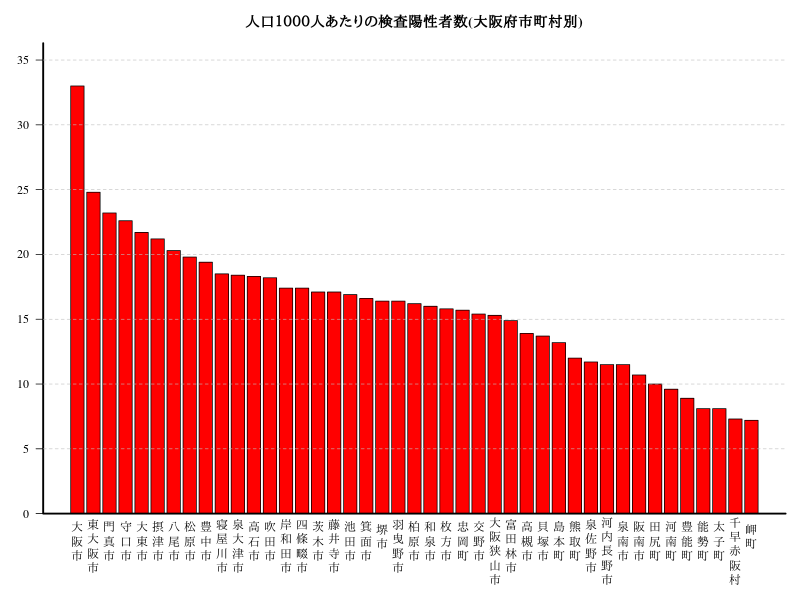 人口1000人あたりの検査陽性者数(大阪府市町村別)
35
30
25
20
15
10
5
0
大阪市
東大阪市
門真市
守口市
大東市
摂津市
八尾市
松原市
豊中市
寝屋川市
泉大津市
高石市
吹田市
岸和田市
四條畷市
茨木市
藤井寺市
池田市
箕面市
堺市
羽曳野市
柏原市
和泉市
枚方市
忠岡町
交野市
大阪狭山市
富田林市
高槻市
貝塚市
島本町
熊取町
泉佐野市
河内長野市
泉南市
阪南市
田尻町
河南町
豊能町
能勢町
太子町
千早赤阪村
岬町